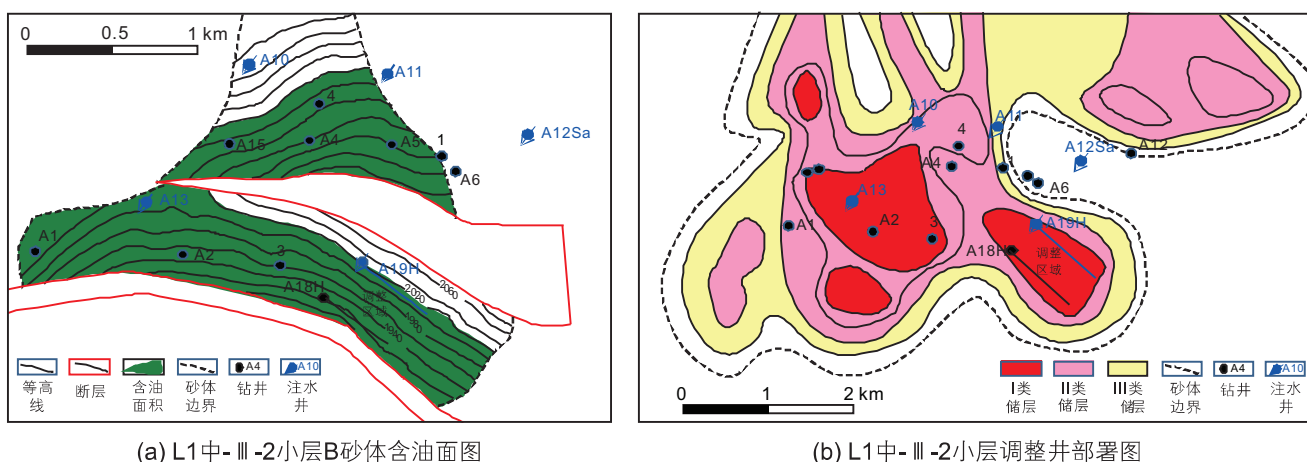 0
0.5
1 km
A10
A11
4
A12Sa
A15
A4
A5
1
A6
A13
A1
A2
3
A19H
A18H
调整
区域
2060
2020
1980
1940
A4
A10
等高
线
断层
含油
面积
砂体
边界
钻井
注水
井
(a) L1中-Ⅲ-2小层B砂体含油面图
A10
A11
4
A12
A12Sa
A4
A6
A13
A1
A2
3
A19H
A18H
调整
区域
0
1
2 km
A4
A10
I类
储层
II类
储层
III类
储层
砂体
边界
钻井
注水
井
(b) L1中-Ⅲ-2小层调整井部署图